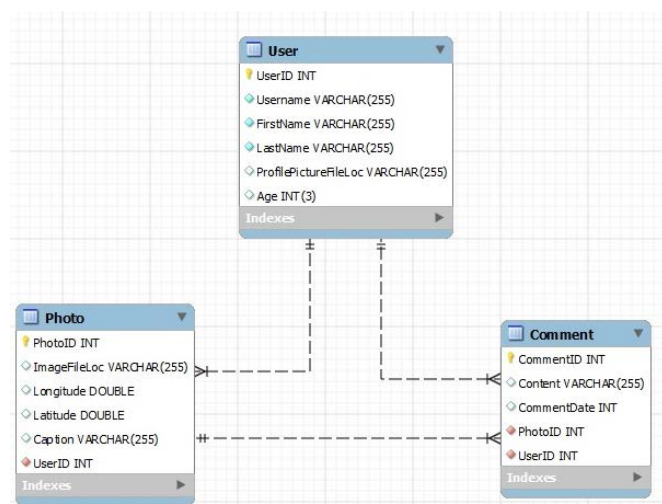 User
UserID INT
Username VARCHAR(255)
FirstName VARCHAR(255)
LastName VARCHAR(255)
ProfilePictureFileLoc VARCHAR(255)
Age INT(3)
Indexes
Photo
PhotoID INT
ImageFileLoc VARCHAR(255)
Longitude DOUBLE
Latitude DOUBLE
Caption VARCHAR(255)
UserID INT
Indexes
Comment
CommentID INT
Content VARCHAR(255)
CommentDate INT
PhotoID INT
UserID INT
Indexes